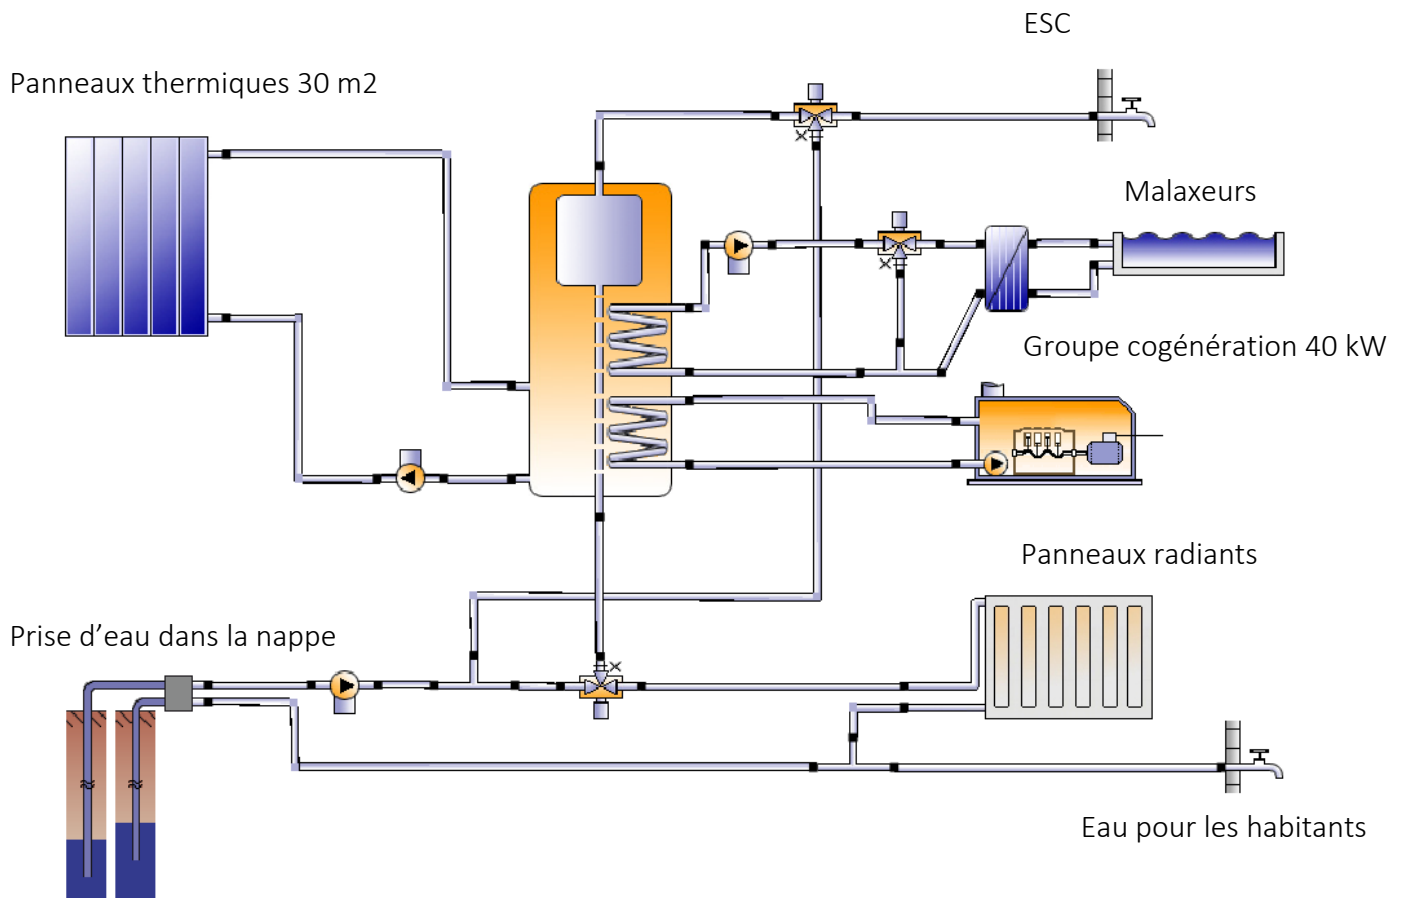 ESC
Panneaux thermiques 30 m2
Malaxeurs
Groupe cogénération 40 kW
Panneaux radiants
Prise d’eau dans la nappe
Eau pour les habitants